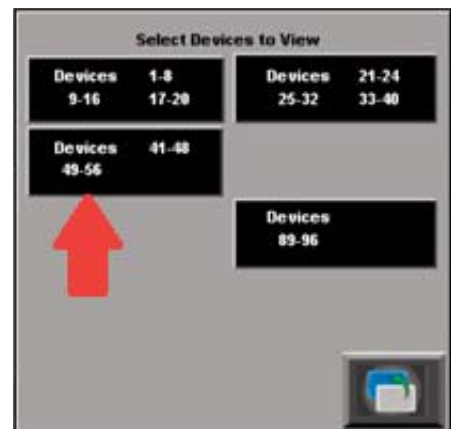 Select Devices to View
Devices 1-8
9-16 17-20
Devices 21-24
25-32 33-40
Devices 41-48
49-56
Devices
89-96